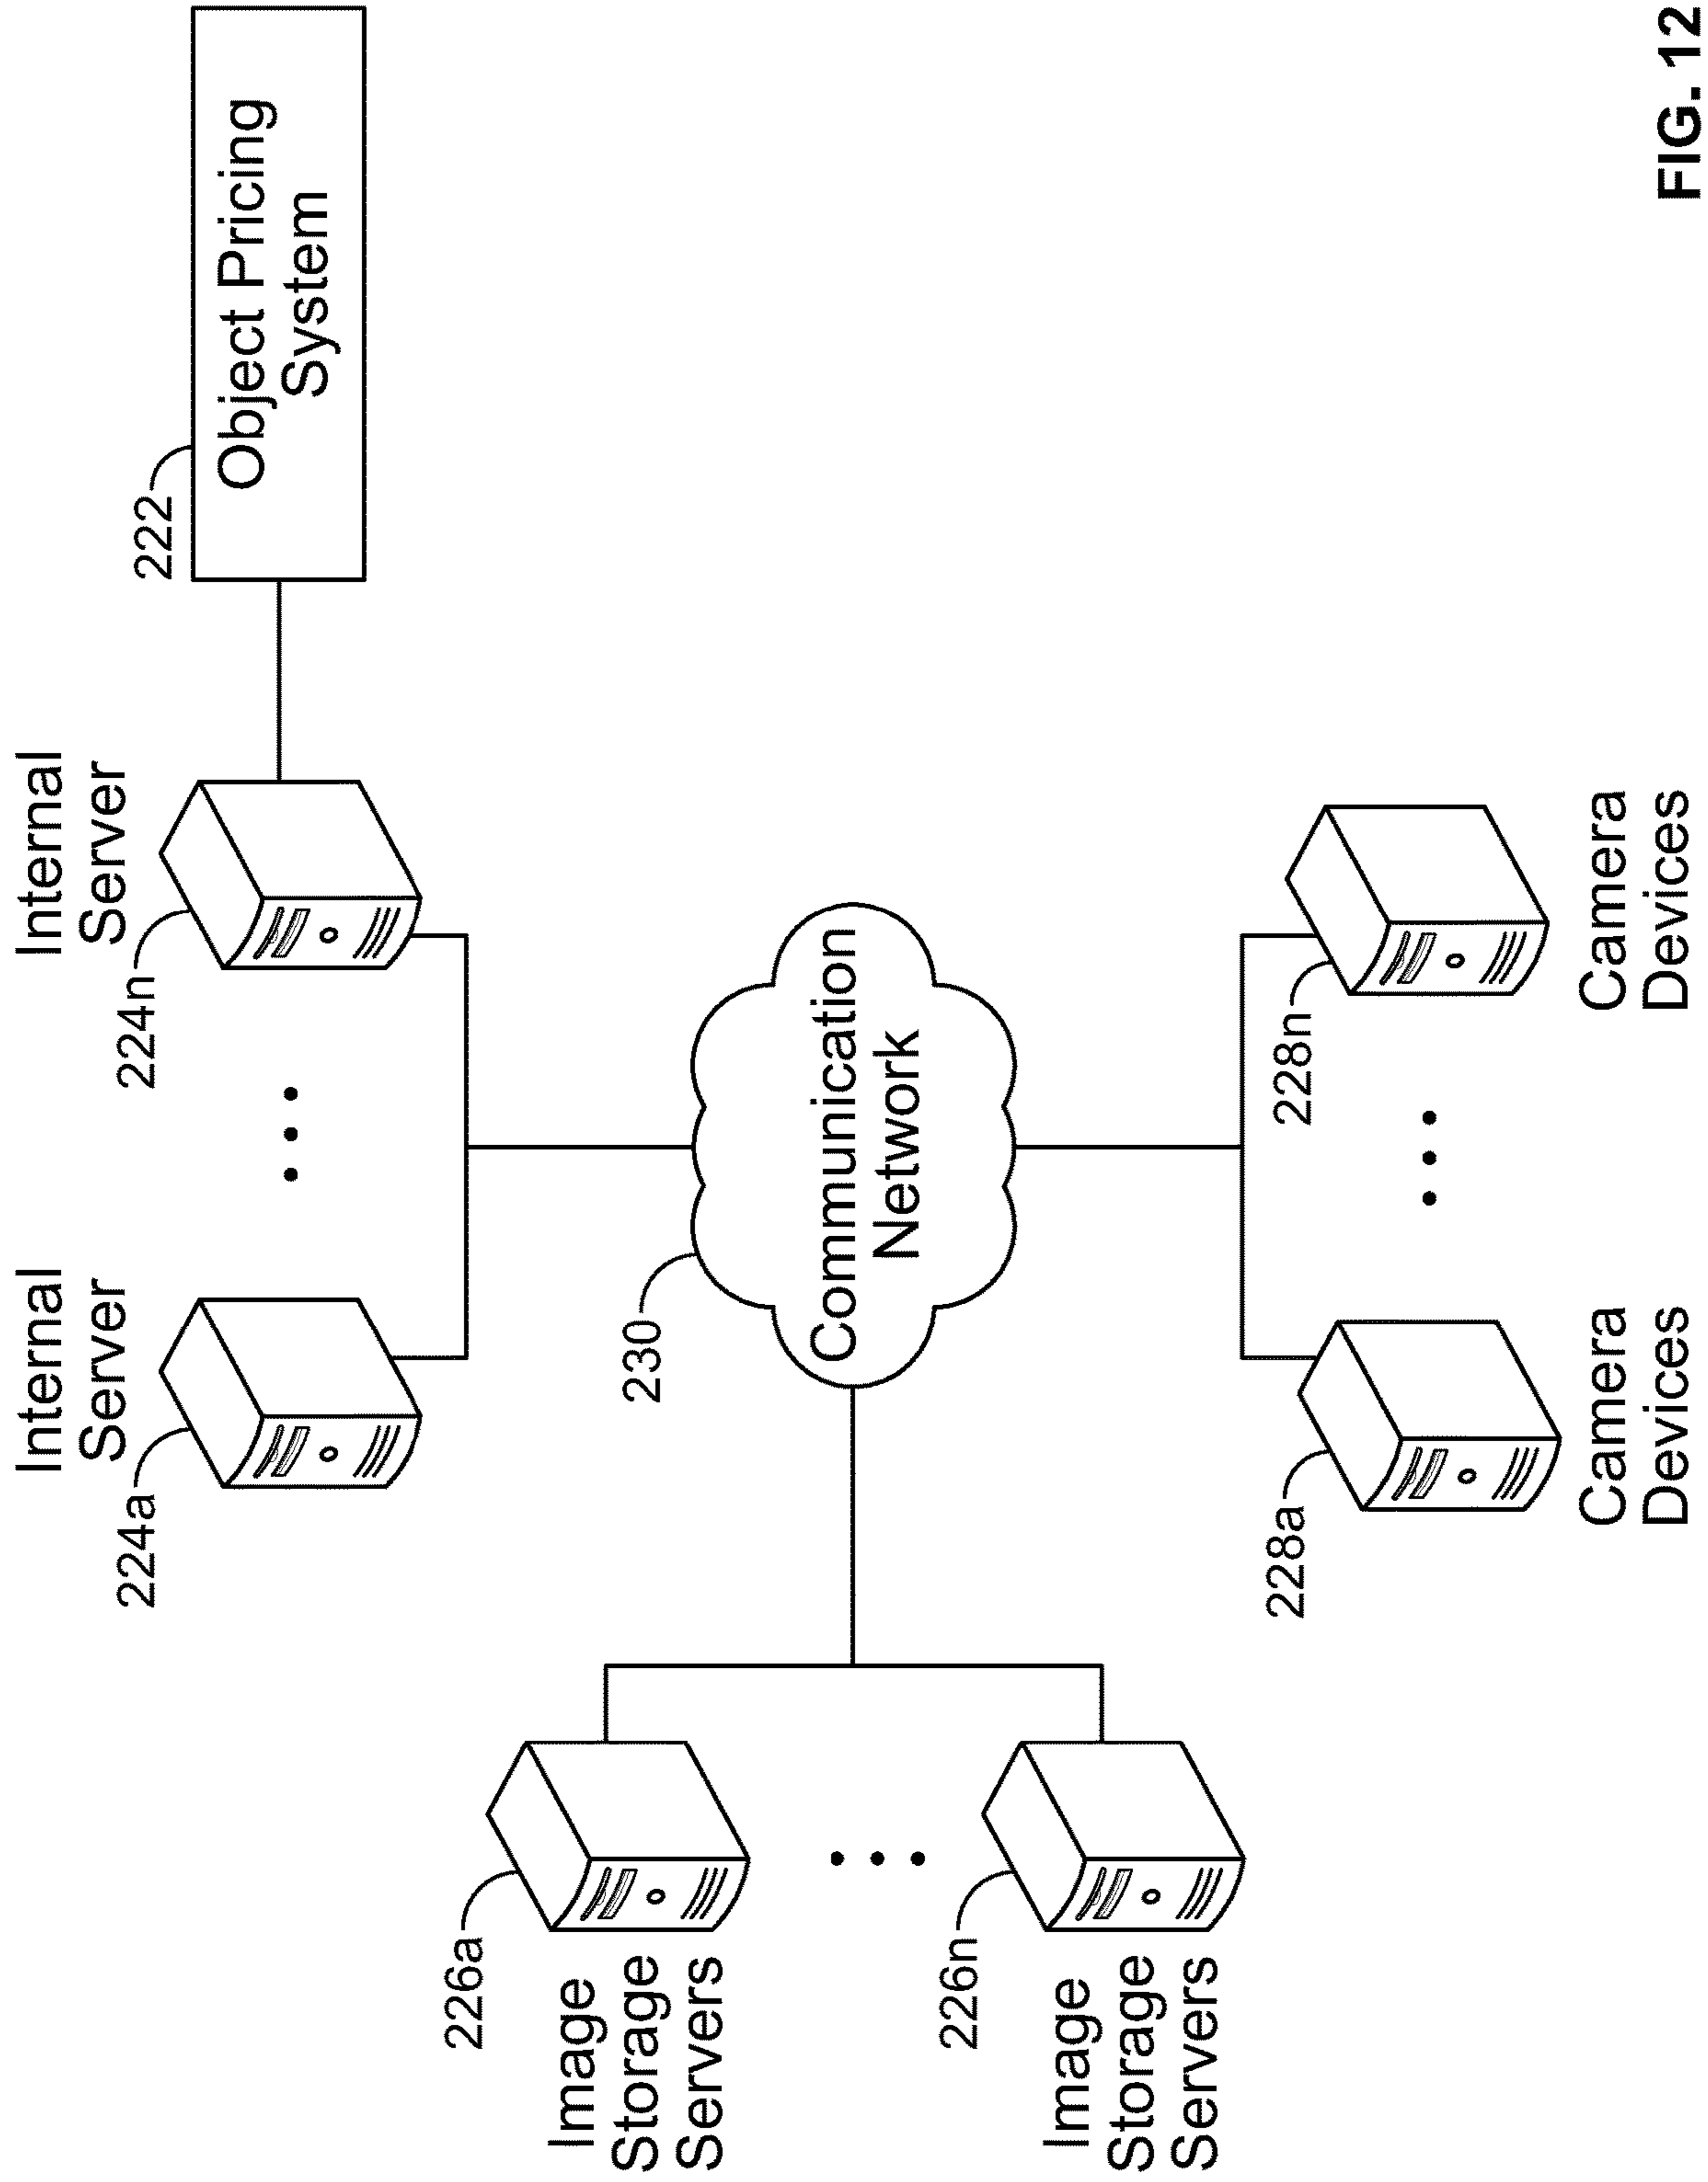 Internal
Server
224a
Internal
Server
224n
222
Object Pricing
System
226a
Image
Storage
Servers
230
Communication
Network
226n
Image
Storage
Servers
228a
Camera
Devices
228n
Camera
Devices
FIG. 12